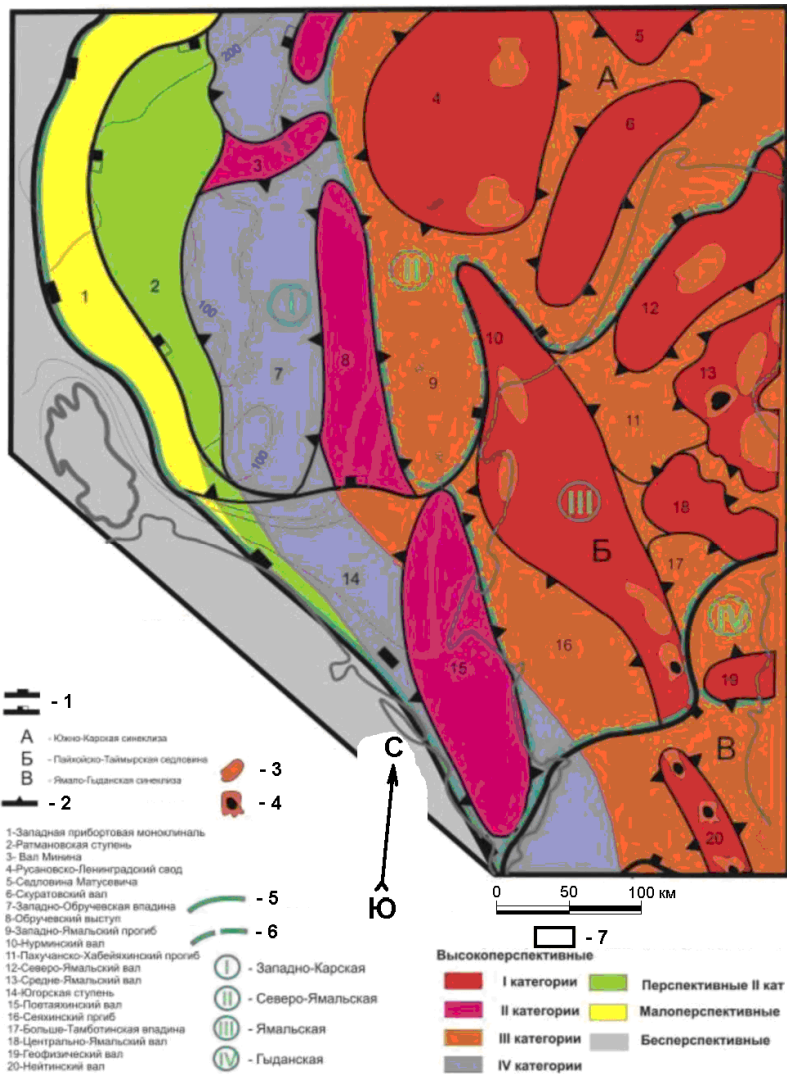 200
5
А
4
6
3
II
1
2
I
12
100
10
8
13
7
9
11
100
III
18
14
Б
17
IV
16
15
19
- 1
А - Южно-Карская синеклиза
Б - Пайхойско-Таймырская седловина
В - Ямало-Гыданская синеклиза
- 2
- 3
- 4
С
В
20
1-Западная прибортовая моноклиналь
2-Ратмановская ступень
3- Вал Минина
4-Русановско-Ленинградский свод
5-Седловина Матусевича
6-Скуратовский вал
7-Западно-Обручевская впадина
8-Обручевский выступ
9-Западно-Ямальский прогиб
10-Нурминский вал
11-Пахучанско-Хабейяхинский прогиб
12-Северо-Ямальский вал
13-Средне-Ямальский вал
14-Югорская ступень
15-Поетаяхинский вал
16-Сеяхинский пргиб
17-Больше-Тамботинская впадина
18-Центрально-Ямальский вал
19-Геофизический вал
20-Нейтинский вал
- 5
- 6
I - Западно-Карская
II - Северо-Ямальская
III - Ямальская
IV - Гыданская
Ю
0 50 100 км
- 7
Высокоперспективные
I категории
II категории
III категории
IV категории
Перспективные II кат
Малоперспективные
Бесперспективные